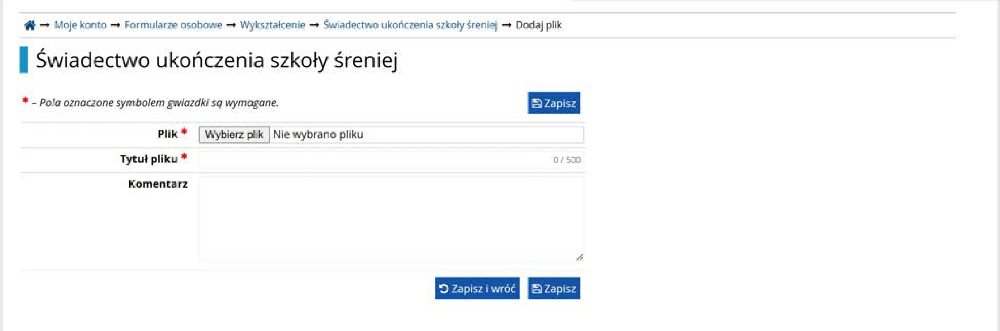 → Moje konto → Formularze osobowe → Wykształcenie → Świadectwo ukończenia szkoły śreniej → Dodaj plik
Świadectwo ukończenia szkoły śreniej
* – Pola oznaczone symbolem gwiazdki są wymagane.
Zapisz
Plik * Wybierz plik Nie wybrano pliku
Tytuł pliku * 0 / 500
Komentarz
Zapisz i wróć Zapisz